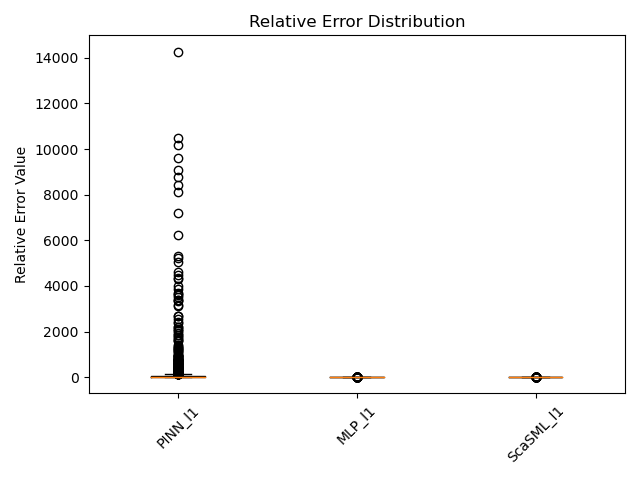 Relative Error Distribution
Relative Error Value
14000
12000
10000
8000
6000
4000
2000
0
PINN_l1
MLP_l1
ScaSML_l1